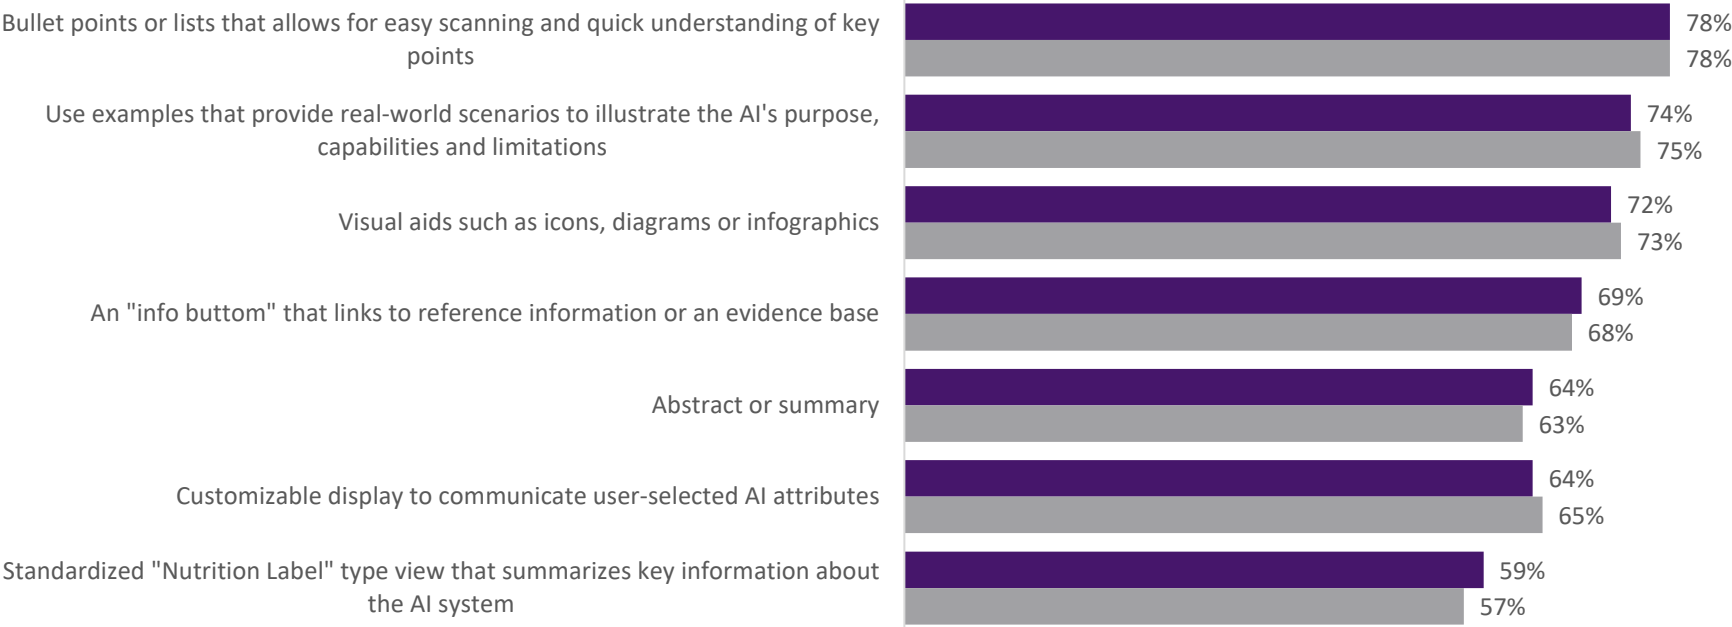 Bullet points or lists that allows for easy scanning and quick understanding of key
points
78%
78%
Use examples that provide real-world scenarios to illustrate the AI's purpose,
capabilities and limitations
74%
75%
Visual aids such as icons, diagrams or infographics
72%
73%
An "info buttom" that links to reference information or an evidence base
69%
68%
Abstract or summary
64%
63%
Customizable display to communicate user-selected AI attributes
64%
65%
Standardized "Nutrition Label" type view that summarizes key information about
the AI system
59%
57%